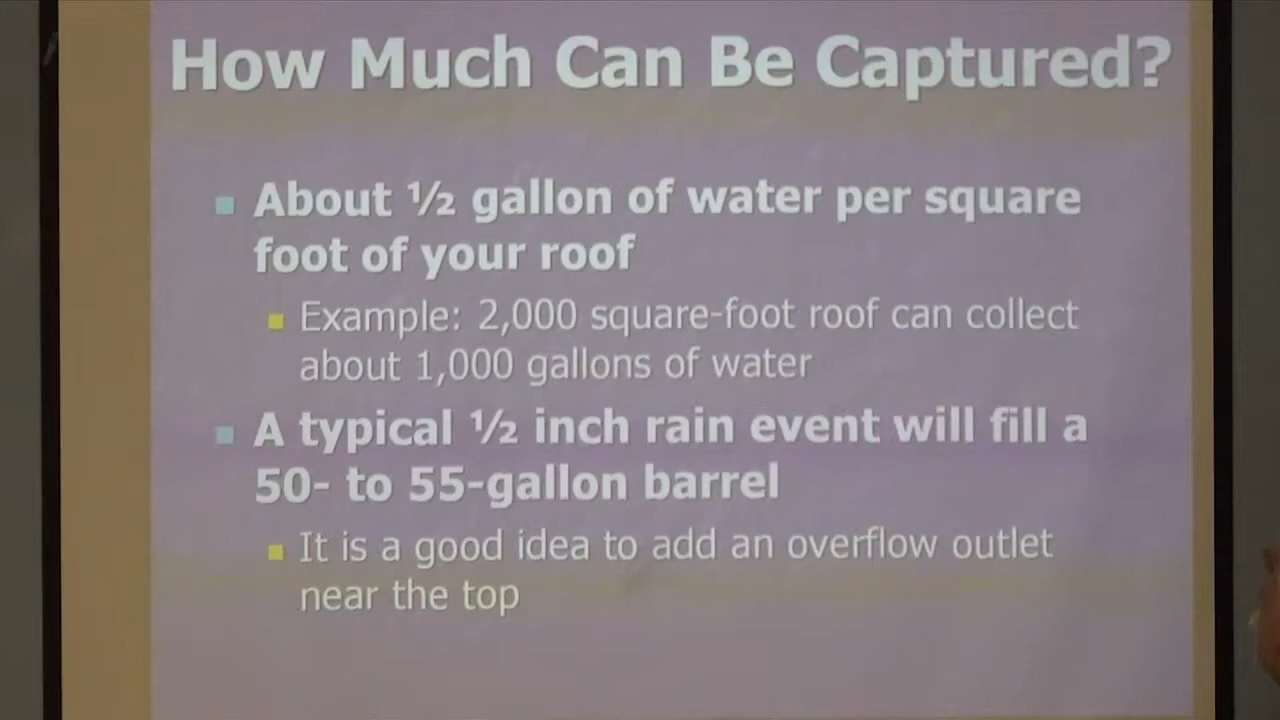 How Much Can Be Captured?
About ½ gallon of water per square
foot of your roof
Example: 2,000 square-foot roof can collect
about 1,000 gallons of water
A typical ½ inch rain event will fill a
50- to 55-gallon barrel
It is a good idea to add an overflow outlet
near the top